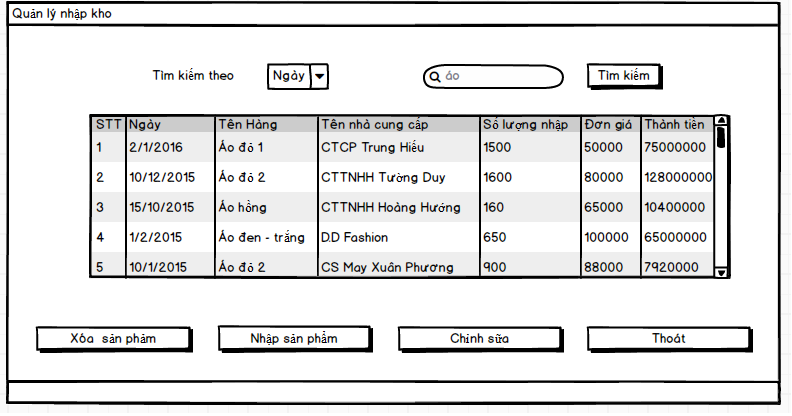 Quản lý nhập kho
Tìm kiếm theo Ngày áo Tìm kiếm
STT Ngày Tên Hàng Tên nhà cung cấp Số lượng nhập Đơn giá Thành tiền
1 2/1/2016 Áo đỏ 1 CTCP Trung Hiếu 1500 50000 75000000
2 10/12/2015 Áo đỏ 2 CTTNHH Tường Duy 1600 80000 128000000
3 15/10/2015 Áo hồng CTTNHH Hoàng Hướng 160 65000 10400000
4 1/2/2015 Áo đen - trắng D.D Fashion 650 100000 65000000
5 10/1/2015 Áo đỏ 2 CS May Xuân Phương 900 88000 7920000
Xóa sản phảm Nhập sản phẩm Chỉnh sữa Thoát